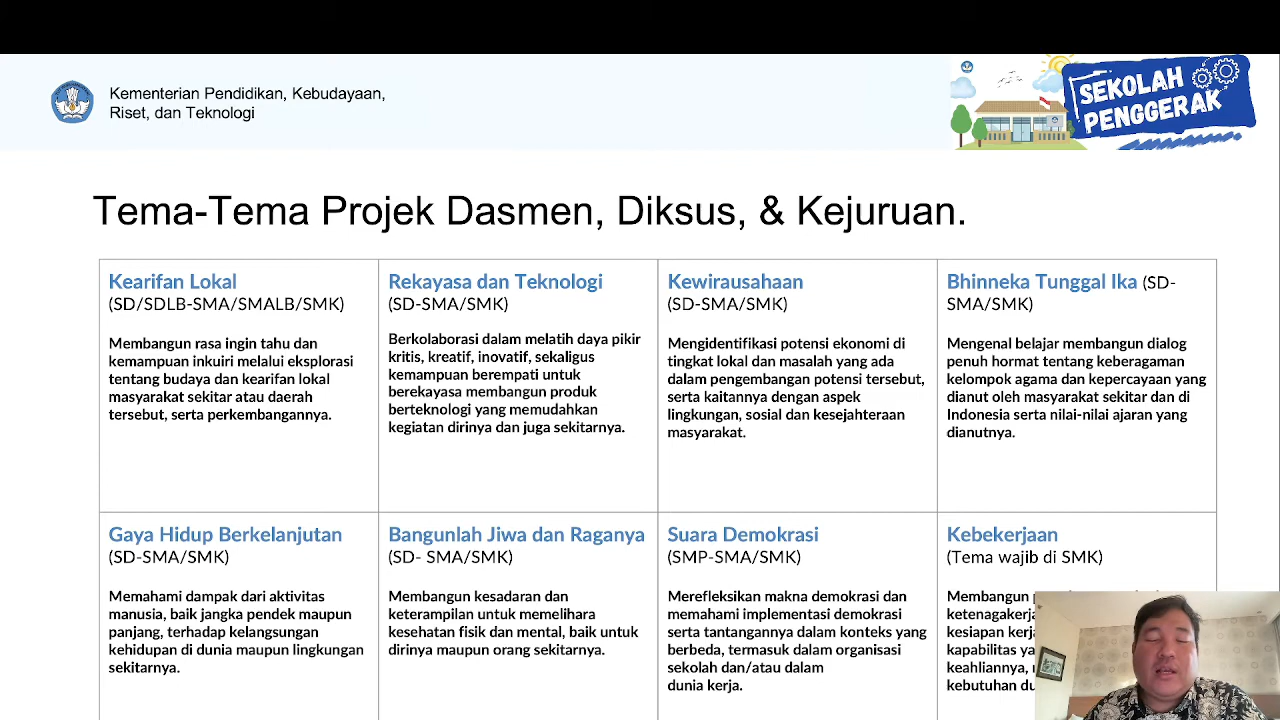 Kementerian Pendidikan, Kebudayaan,
Riset, dan Teknologi
SEKOLAH
PENGGERAK
Tema-Tema Projek Dasmen, Diksus, & Kejuruan.
Kearifan Lokal
(SD/SDLB-SMA/SMALB/SMK)
Membangun rasa ingin tahu dan
kemampuan inkuiri melalui eksplorasi
tentang budaya dan kearifan lokal
masyarakat sekitar atau daerah
tersebut, serta perkembangannya.
Rekayasa dan Teknologi
(SD-SMA/SMK)
Berkolaborasi dalam melatih daya pikir
kritis, kreatif, inovatif, sekaligus
kemampuan berempati untuk
berekayasa membangun produk
berteknologi yang memudahkan
kegiatan dirinya dan juga sekitarnya.
Kewirausahaan
(SD-SMA/SMK)
Mengidentifikasi potensi ekonomi di
tingkat lokal dan masalah yang ada
dalam pengembangan potensi tersebut,
serta kaitannya dengan aspek
lingkungan, sosial dan kesejahteraan
masyarakat.
Bhinneka Tunggal Ika (SD-
SMA/SMK)
Mengenal belajar membangun dialog
penuh hormat tentang keberagaman
kelompok agama dan kepercayaan yang
dianut oleh masyarakat sekitar dan di
Indonesia serta nilai-nilai ajaran yang
dianutnya.
Gaya Hidup Berkelanjutan
(SD-SMA/SMK)
Memahami dampak dari aktivitas
manusia, baik jangka pendek maupun
panjang, terhadap kelangsungan
kehidupan di dunia maupun lingkungan
sekitarnya.
Bangunlah Jiwa dan Raganya
(SD- SMA/SMK)
Membangun kesadaran dan
keterampilan untuk memelihara
kesehatan fisik dan mental, baik untuk
dirinya maupun orang sekitarnya.
Suara Demokrasi
(SMP-SMA/SMK)
Merefleksikan makna demokrasi dan
memahami implementasi demokrasi
serta tantangannya dalam konteks yang
berbeda, termasuk dalam organisasi
sekolah dan/atau dalam
dunia kerja.
Kebekerjaan
(Tema wajib di SMK)
Membangun
kesiapan
kapabilitas
keahliannya,
kebutuhan